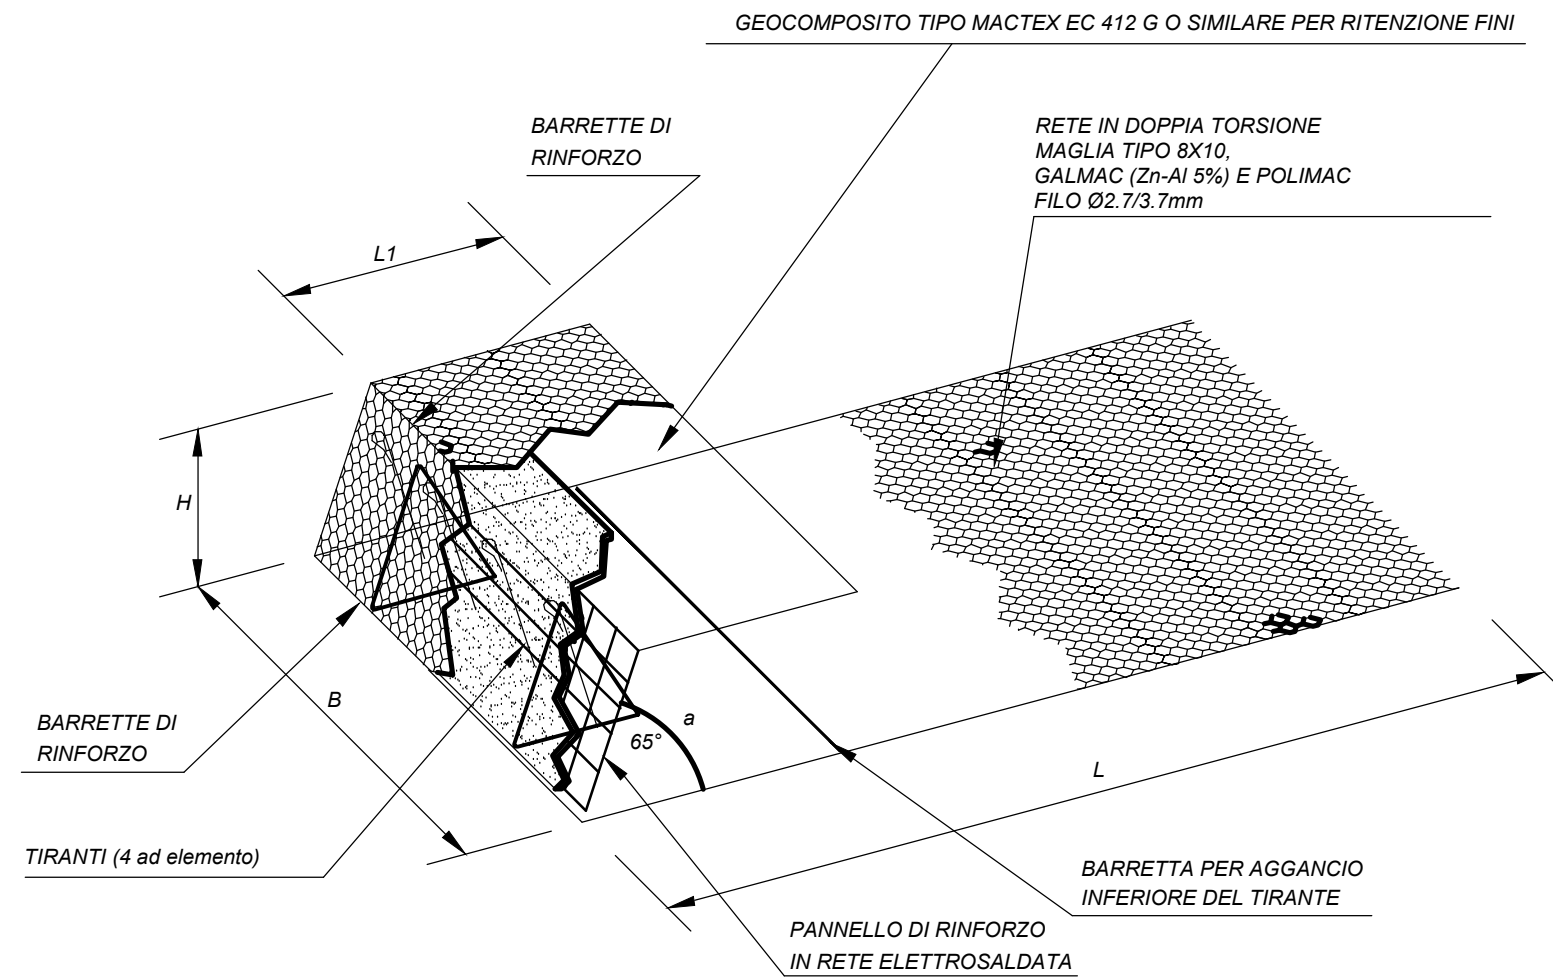 GEOCOMPOSITO TIPO MACTEX EC 412 G O SIMILARE PER RITENZIONE FINI
BARRETTE DI
RINFORZO
RETE IN DOPPIA TORSIONE
MAGLIA TIPO 8X10,
GALMAC (Zn-Al 5%) E POLIMAC
FILO Ø2.7/3.7mm
L1
H
B
a
65°
L
BARRETTE DI
RINFORZO
TIRANTI (4 ad elemento)
BARRETTA PER AGGANCIO
INFERIORE DEL TIRANTE
PANNELLO DI RINFORZO
IN RETE ELETTROSALDATA